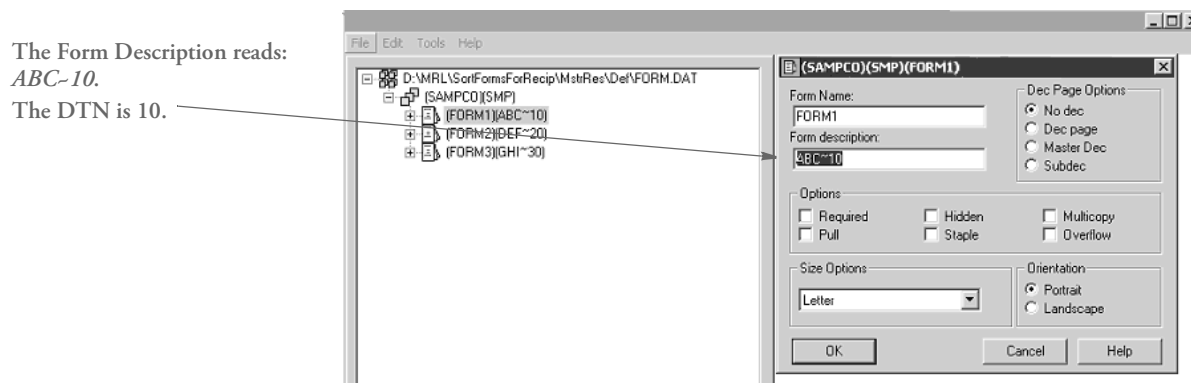 The Form Description reads:
ABC~10.
The DTN is 10.
File Edit Tools Help
D:\MRL\SortFormsForRecip\MstrRes\Def\FORM.DAT
(SAMPCO)(SMP)
(FORM1)(ABC~10)
(FORM2)(DEF~20)
(FORM3)(GHI~30)
(SAMPCO)(SMP)(FORM1)
Form Name:
FORM1
Form description:
ABC~10
Dec Page Options
No dec
Dec page
Master Dec
Subdec
Options
Required Hidden Multicopy
Pull Staple Overflow
Size Options
Letter
Orientation
Portrait
Landscape
OK Cancel Help